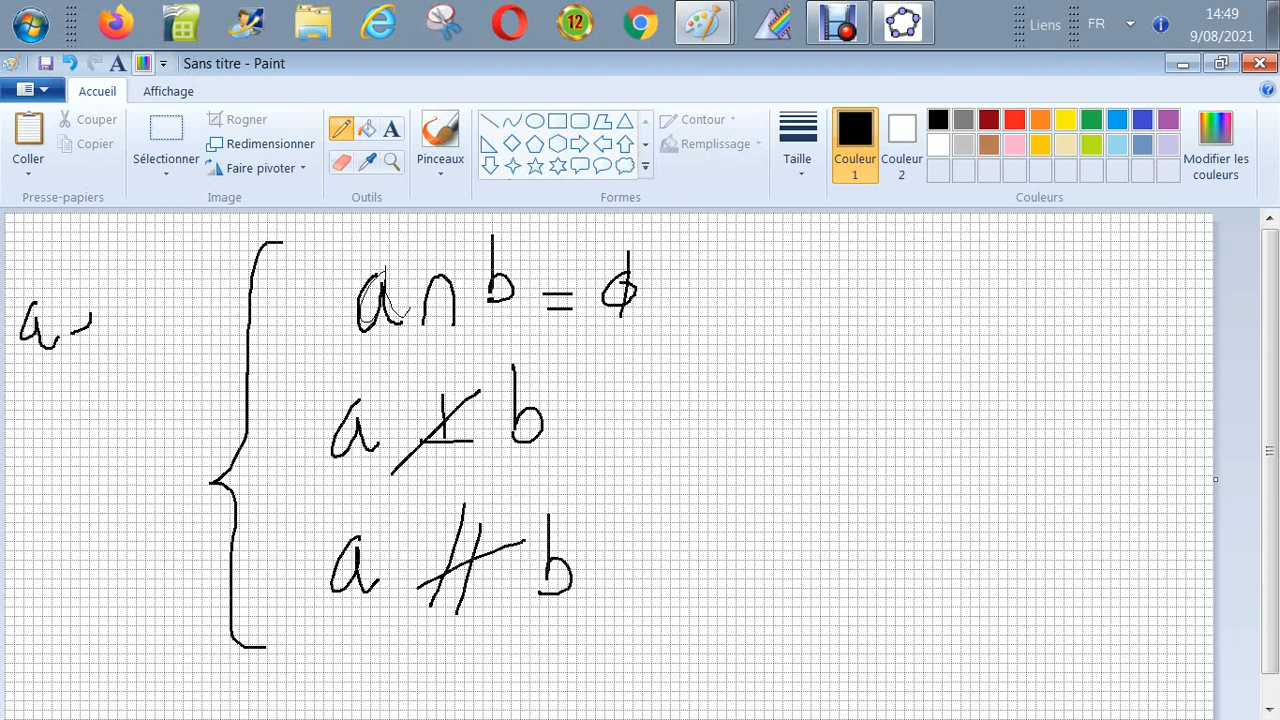 Liens
FR
14:49
9/08/2021
12
Sans titre - Paint
Accueil Affichage
Coller
Couper
Copier
Presse-papiers
Sélectionner
Rogner
Redimensionner
Faire pivoter
Image
A
Outils
Pinceaux
Contour
Remplissage
Formes
Taille
Couleur 1
Couleur 2
Modifier les couleurs
Couleurs
a ∩ b = ϕ
a
a ⊥̸ b
a ∦ b